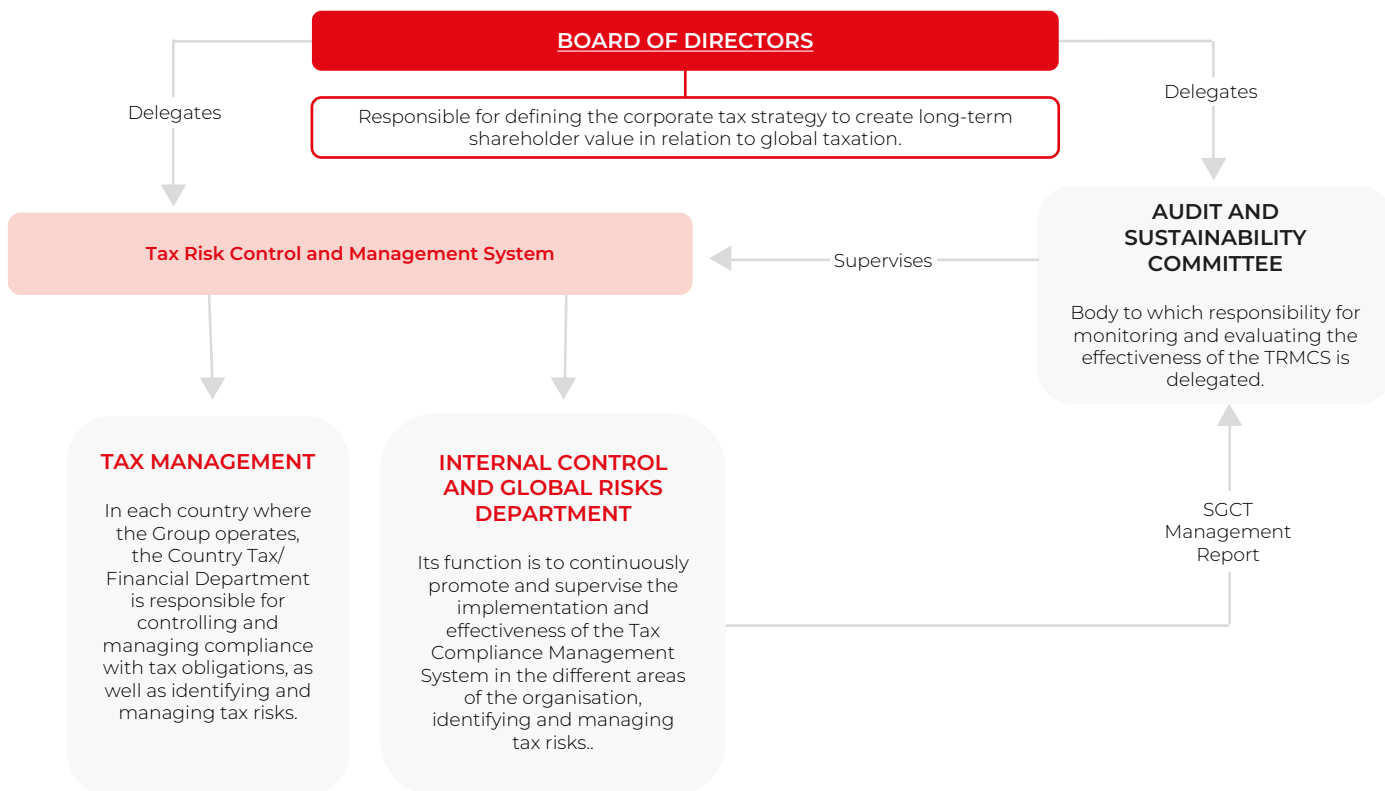 BOARD OF DIRECTORS
Delegates
Delegates
Responsible for defining the corporate tax strategy to create long-term
shareholder value in relation to global taxation.
Tax Risk Control and Management System
Supervises
AUDIT AND
SUSTAINABILITY
COMMITTEE
Body to which responsibility for
monitoring and evaluating the
effectiveness of the TRMCS is
delegated.
TAX MANAGEMENT
In each country where
the Group operates,
the Country Tax/
Financial Department
is responsible for
controlling and
managing compliance
with tax obligations, as
well as identifying and
managing tax risks.
INTERNAL CONTROL
AND GLOBAL RISKS
DEPARTMENT
Its function is to continuously
promote and supervise the
implementation and
effectiveness of the Tax
Compliance Management
System in the different areas
of the organisation,
identifying and managing
tax risks..
SGCT
Management
Report